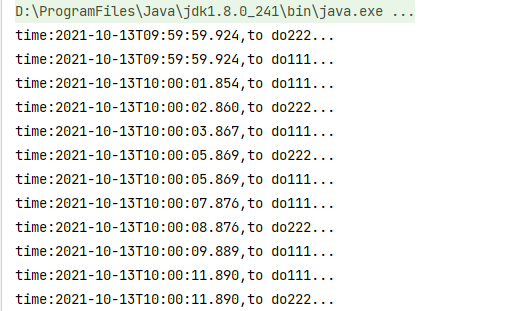 D:\ProgramFiles\Java\jdk1.8.0_241\bin\java.exe ...
time:2021-10-13T09:59:59.924,to do222...
time:2021-10-13T09:59:59.924,to do111...
time:2021-10-13T10:00:01.854,to do111...
time:2021-10-13T10:00:02.860,to do222...
time:2021-10-13T10:00:03.867,to do111...
time:2021-10-13T10:00:05.869,to do222...
time:2021-10-13T10:00:05.869,to do111...
time:2021-10-13T10:00:07.876,to do111...
time:2021-10-13T10:00:08.876,to do222...
time:2021-10-13T10:00:09.889,to do111...
time:2021-10-13T10:00:11.890,to do111...
time:2021-10-13T10:00:11.890,to do222...